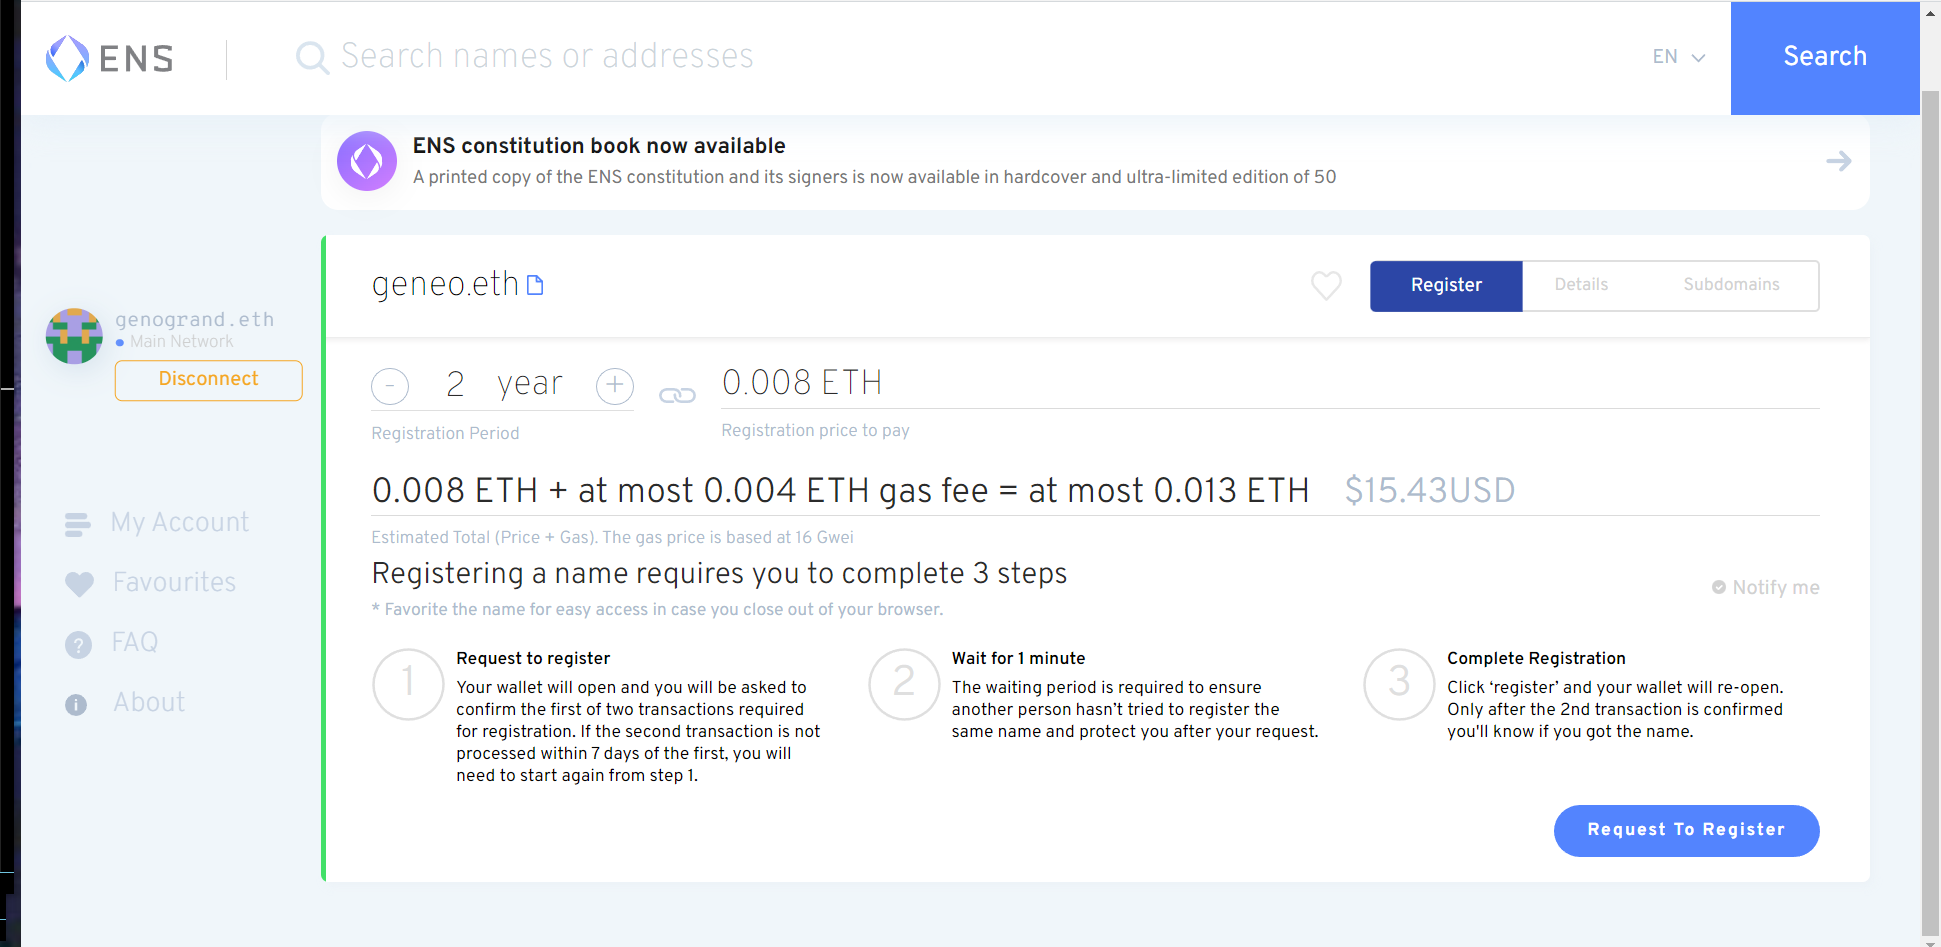 ENS
Search names or addresses
EN
Search
ENS constitution book now available
A printed copy of the ENS constitution and its signers is now available in hardcover and ultra-limited edition of 50
geneo.eth
Register
Details
Subdomains
genogrand.eth
Main Network
Disconnect
My Account
Favourites
FAQ
About
- 2 year +
Registration Period
0.008 ETH
Registration price to pay
0.008 ETH + at most 0.004 ETH gas fee = at most 0.013 ETH $15.43USD
Estimated Total (Price + Gas). The gas price is based at 16 Gwei
Registering a name requires you to complete 3 steps
* Favorite the name for easy access in case you close out of your browser.
Notify me
1
Request to register
Your wallet will open and you will be asked to
confirm the first of two transactions required
for registration. If the second transaction is not
processed within 7 days of the first, you will
need to start again from step 1.
2
Wait for 1 minute
The waiting period is required to ensure
another person hasn’t tried to register the
same name and protect you after your request.
3
Complete Registration
Click ‘register’ and your wallet will re-open.
Only after the 2nd transaction is confirmed
you'll know if you got the name.
Request To Register